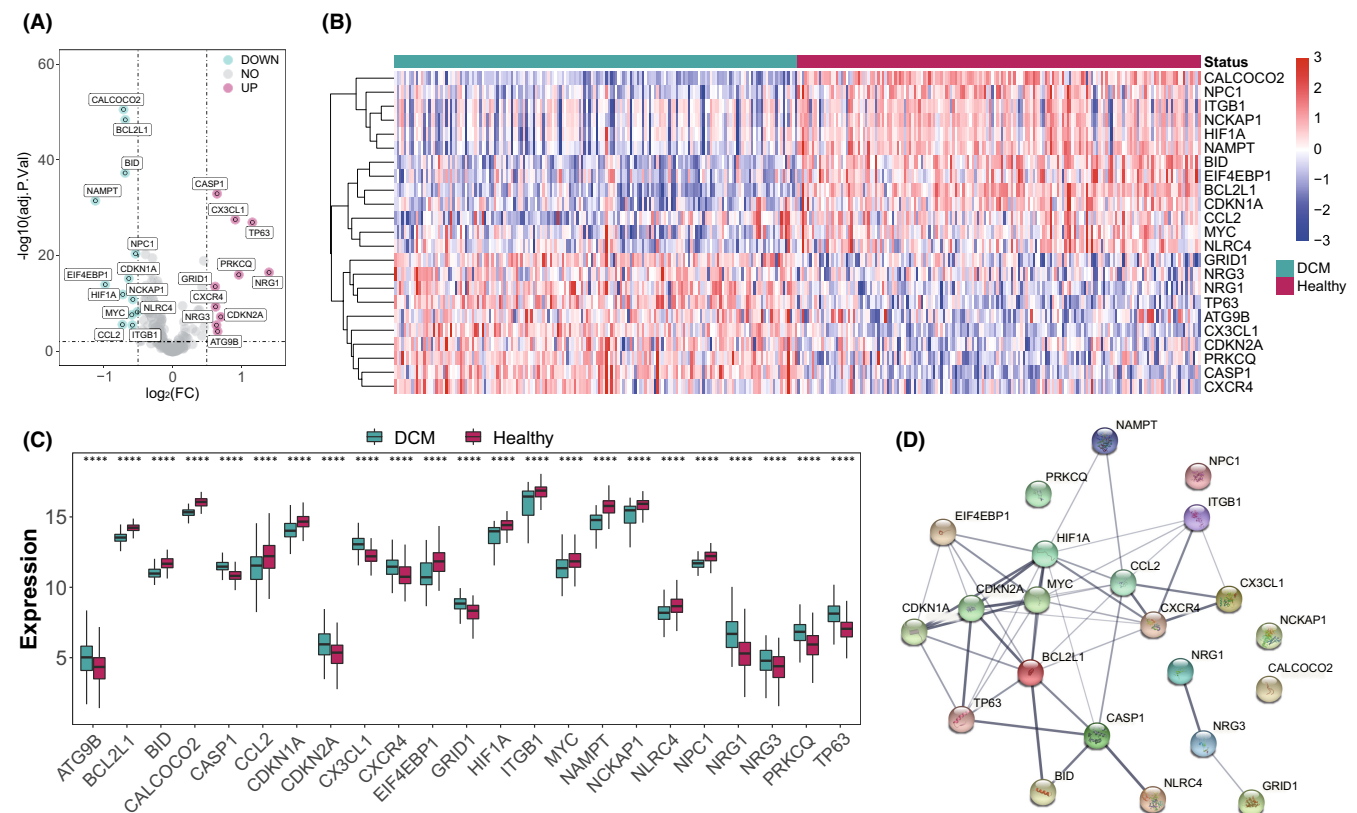 (A)
60
40
20
0
-log10(adj.P.Val)
−1
0
1
log2(FC)
DOWN
NO
UP
CALCOCO2
BCL2L1
BID
NAMPT
CASP1
CX3CL1
TP63
NPC1
EIF4EBP1
CDKN1A
GRID1
PRKCQ
NRG1
HIF1A
NCKAP1
CXCR4
MYC
NLRC4
NRG3
CDKN2A
CCL2
ITGB1
ATG9B
(B)
Status
CALCOCO2
NPC1
ITGB1
NCKAP1
HIF1A
NAMPT
BID
EIF4EBP1
BCL2L1
CDKN1A
CCL2
MYC
NLRC4
GRID1
NRG3
NRG1
TP63
ATG9B
CX3CL1
CDKN2A
PRKCQ
CASP1
CXCR4
3
2
1
0
−1
−2
−3
DCM
Healthy
(C)
DCM Healthy
**** **** **** **** **** **** **** **** **** **** **** **** **** **** **** **** **** **** **** **** **** **** ****
Expression
15
10
5
ATG9B
BCL2L1
BID
CALCOCO2
CASP1
CCL2
CDKN1A
CDKN2A
CX3CL1
CXCR4
EIF4EBP1
GRID1
HIF1A
ITGB1
MYC
NAMPT
NCKAP1
NLRC4
NPC1
NRG1
NRG3
PRKCQ
TP63
(D)
NAMPT
NPC1
PRKCQ
ITGB1
EIF4EBP1
HIF1A
CCL2
CX3CL1
CDKN2A
MYC
CDKN1A
CXCR4
NCKAP1
BCL2L1
NRG1
CALCOCO2
TP63
CASP1
NRG3
BID
NLRC4
GRID1